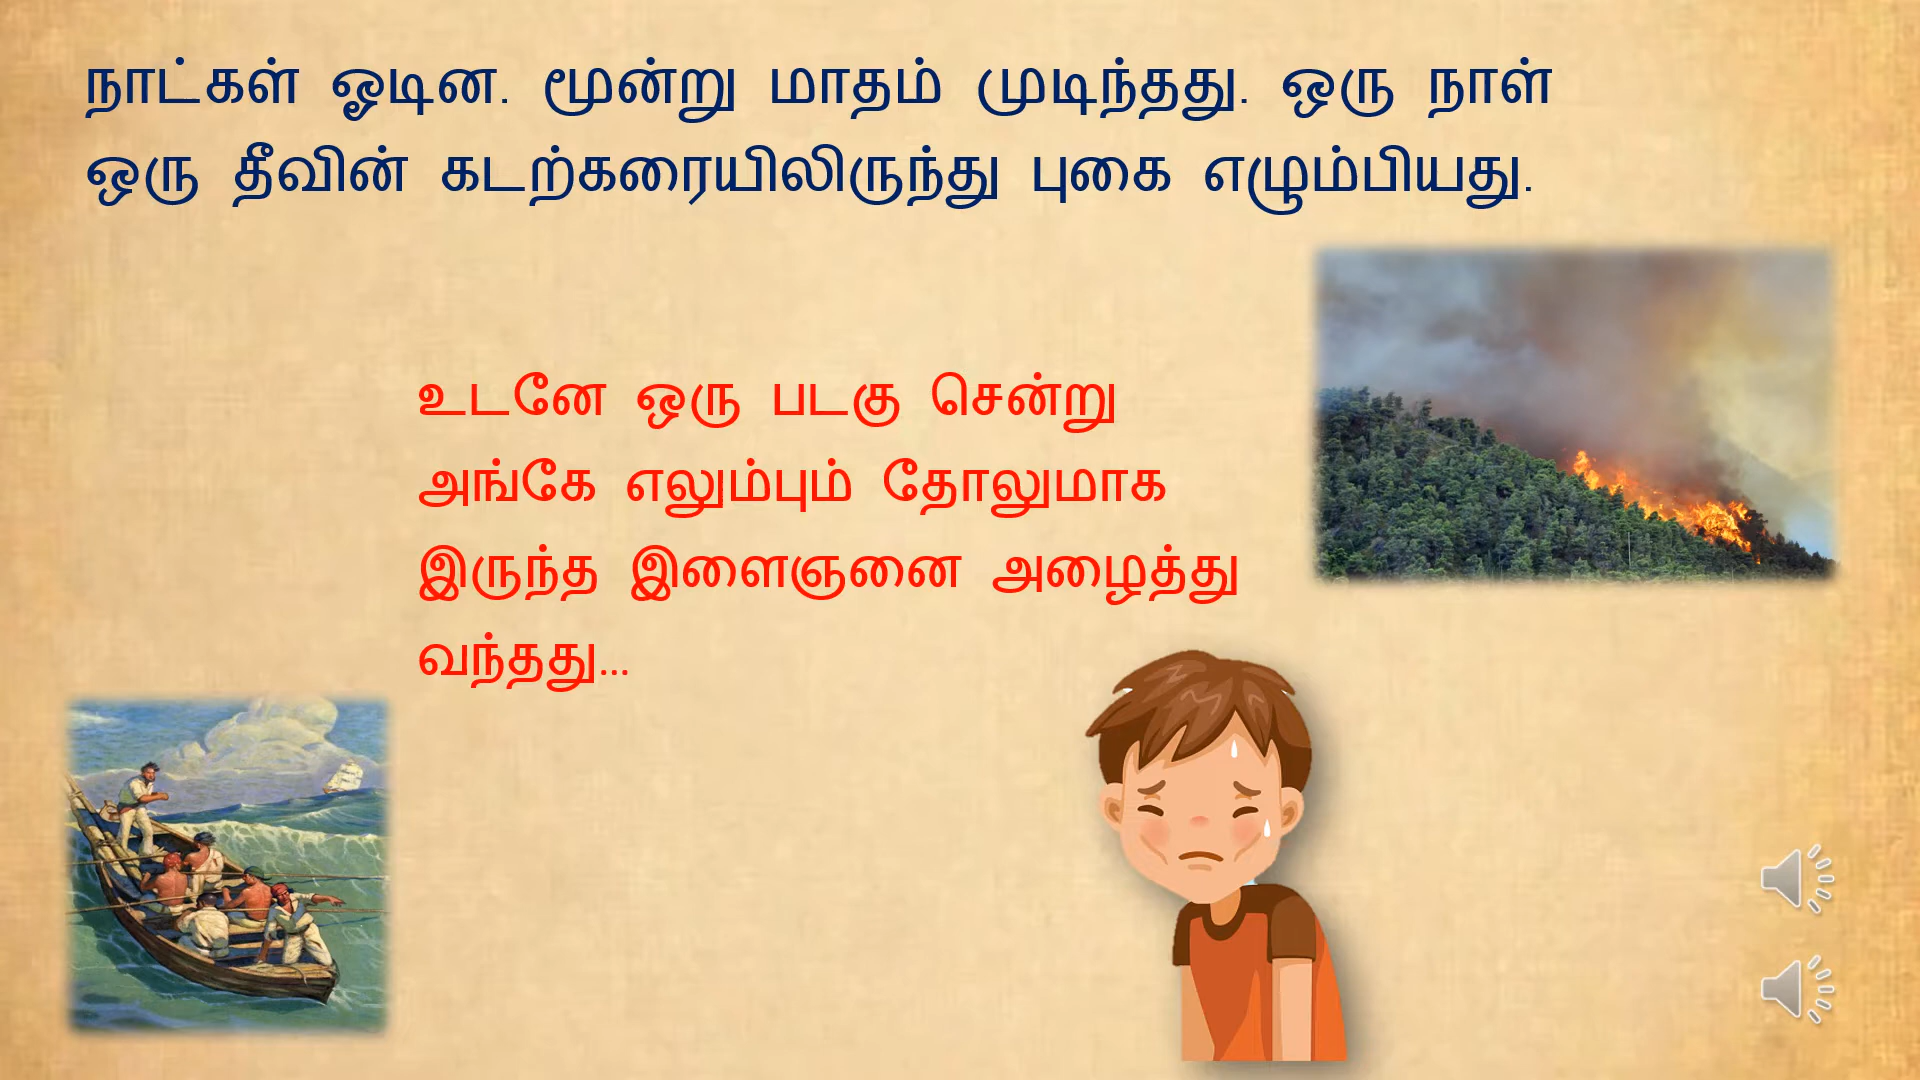 நாட்கள் ஓடின. மூன்று மாதம் முடிந்தது. ஒரு நாள்
ஒரு தீவின் கடற்கரையிலிருந்து புகை எழும்பியது.
உடனே ஒரு படகு சென்று
அங்கே எலும்பும் தோலுமாக
இருந்த இளைஞனை அழைத்து
வந்தது...